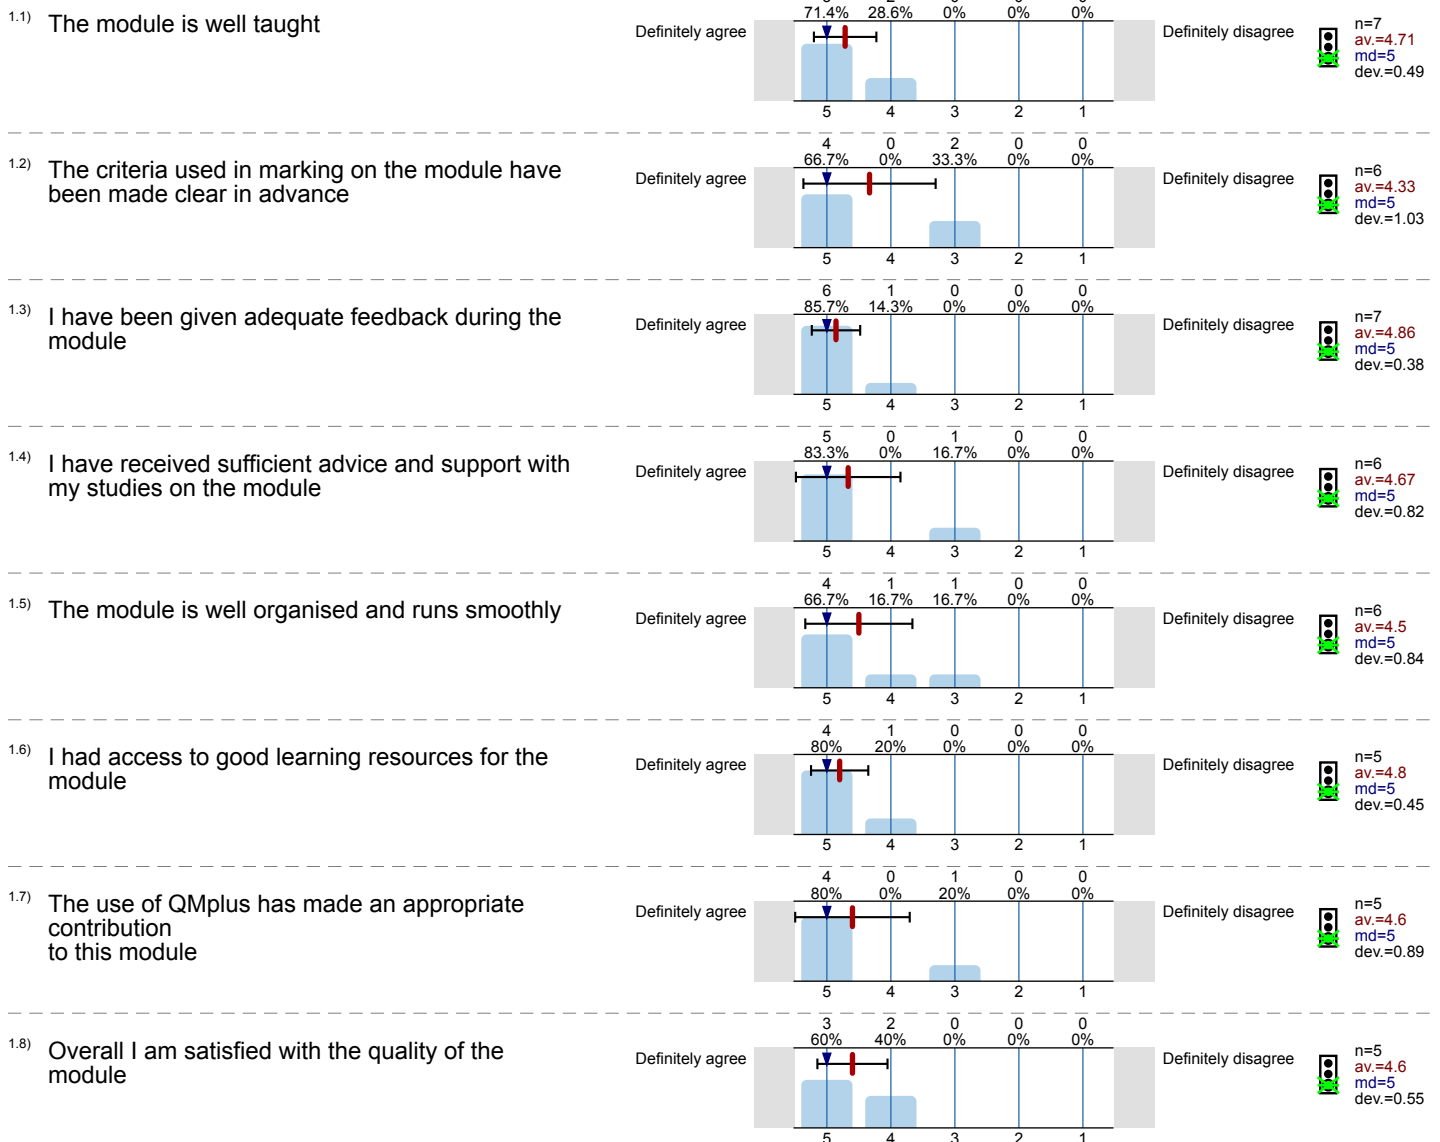 71.4% 28.6% 0% 0% 0%
1.1) The module is well taught Definitely agree Definitely disagree
n=7
av.=4.71
md=5
dev.=0.49
5 4 3 2 1
4 0 2 0 0
66.7% 0% 33.3% 0% 0%
1.2) The criteria used in marking on the module have Definitely agree Definitely disagree
been made clear in advance
n=6
av.=4.33
md=5
dev.=1.03
5 4 3 2 1
6 1 0 0 0
85.7% 14.3% 0% 0% 0%
1.3) I have been given adequate feedback during the Definitely agree Definitely disagree
module
n=7
av.=4.86
md=5
dev.=0.38
5 4 3 2 1
5 0 1 0 0
83.3% 0% 16.7% 0% 0%
1.4) I have received sufficient advice and support with Definitely agree Definitely disagree
my studies on the module
n=6
av.=4.67
md=5
dev.=0.82
5 4 3 2 1
4 1 1 0 0
66.7% 16.7% 16.7% 0% 0%
1.5) The module is well organised and runs smoothly Definitely agree Definitely disagree
n=6
av.=4.5
md=5
dev.=0.84
5 4 3 2 1
4 1 0 0 0
80% 20% 0% 0% 0%
1.6) I had access to good learning resources for the Definitely agree Definitely disagree
module
n=5
av.=4.8
md=5
dev.=0.45
5 4 3 2 1
4 0 1 0 0
80% 0% 20% 0% 0%
1.7) The use of QMplus has made an appropriate Definitely agree Definitely disagree
contribution
to this module
n=5
av.=4.6
md=5
dev.=0.89
5 4 3 2 1
3 2 0 0 0
60% 40% 0% 0% 0%
1.8) Overall I am satisfied with the quality of the Definitely agree Definitely disagree
module
n=5
av.=4.6
md=5
dev.=0.55
5 4 3 2 1